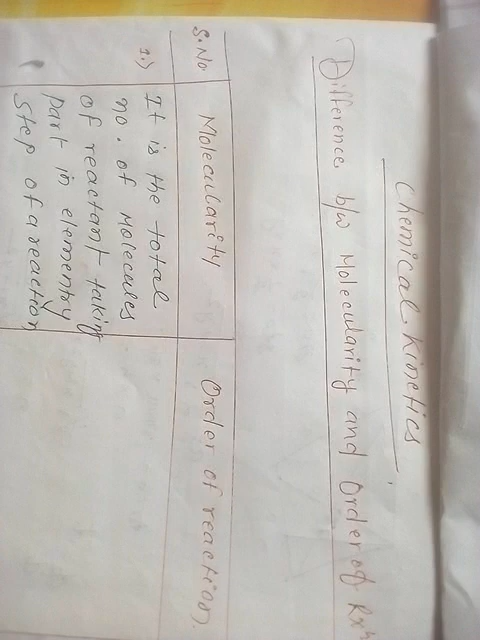 Chemical kinetics
Difference b/w Molecularity and Order of Rxn
S.No Molecularity Order of reaction.
1.) It is the total
no. of Molecules
of reactant taking
part in elementry
step of a reaction